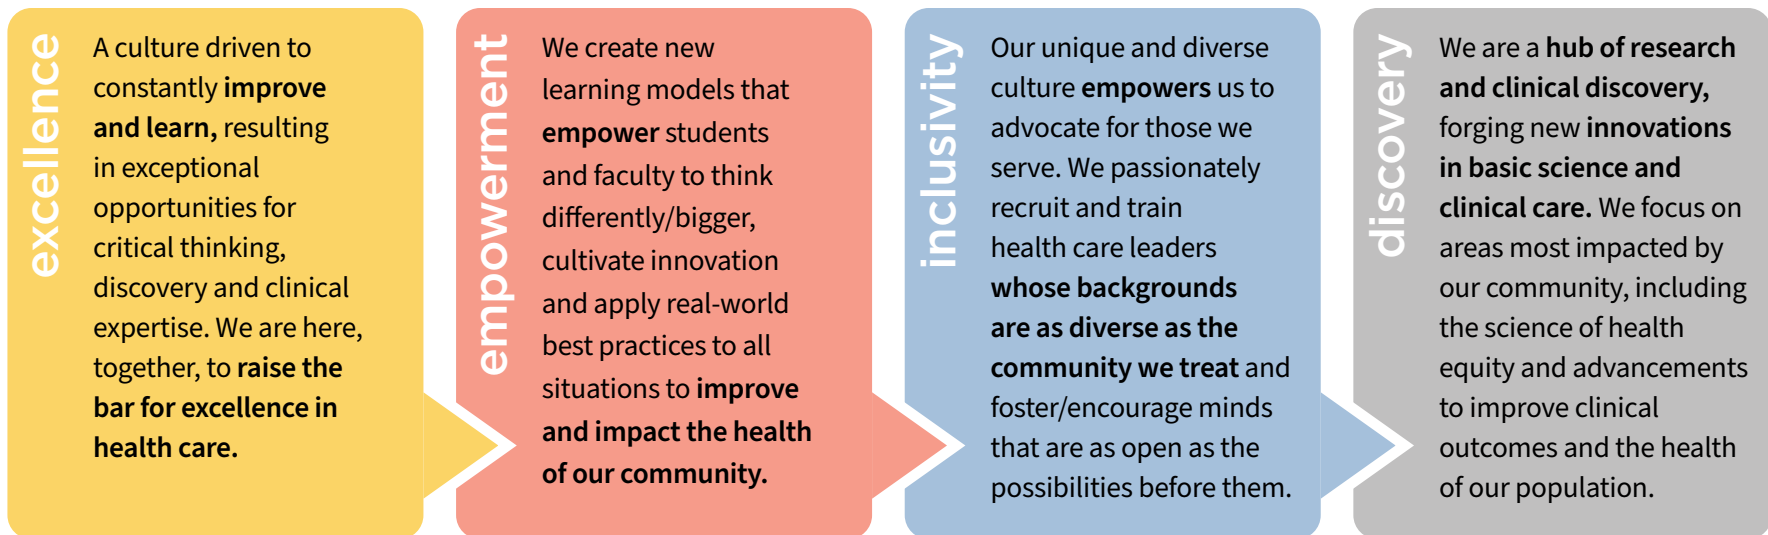 excellence
A culture driven to
constantly improve
and learn, resulting
in exceptional
opportunities for
critical thinking,
discovery and clinical
expertise. We are here,
together, to raise the
bar for excellence in
health care.
empowerment
We create new
learning models that
empower students
and faculty to think
differently/bigger,
cultivate innovation
and apply real-world
best practices to all
situations to improve
and impact the health
of our community.
inclusivity
Our unique and diverse
culture empowers us to
advocate for those we
serve. We passionately
recruit and train
health care leaders
whose backgrounds
are as diverse as the
community we treat and
foster/encourage minds
that are as open as the
possibilities before them.
discovery
We are a hub of research
and clinical discovery,
forging new innovations
in basic science and
clinical care. We focus on
areas most impacted by
our community, including
the science of health
equity and advancements
to improve clinical
outcomes and the health
of our population.